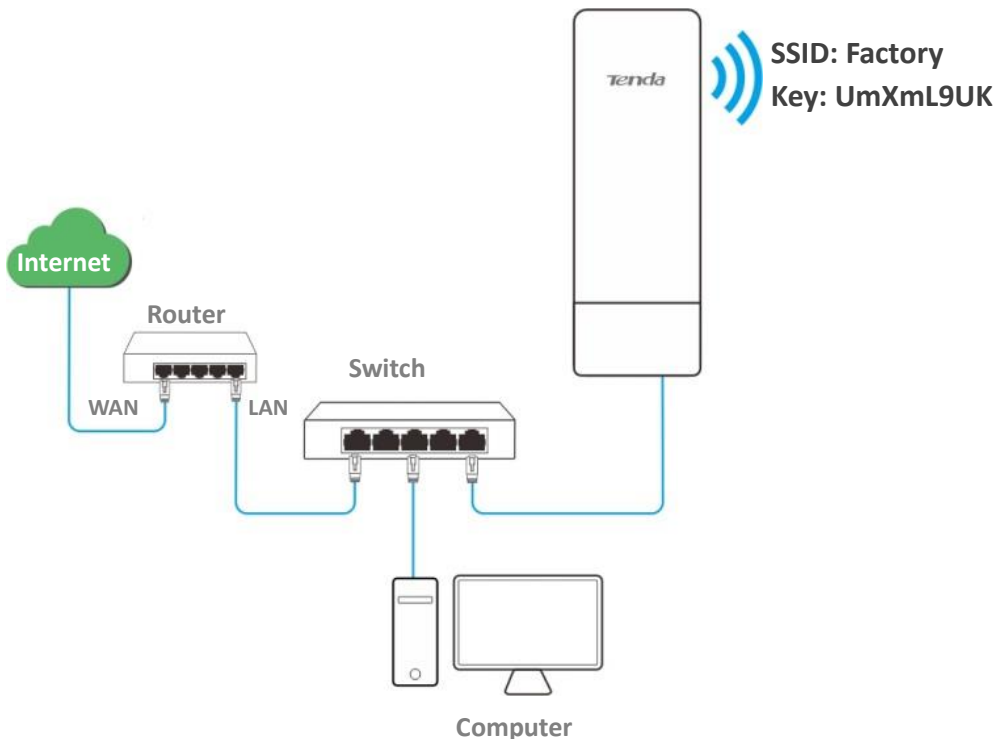 SSID: Factory
Key: UmXmL9UK
Tenda
Internet
Router
WAN
LAN
Switch
Computer